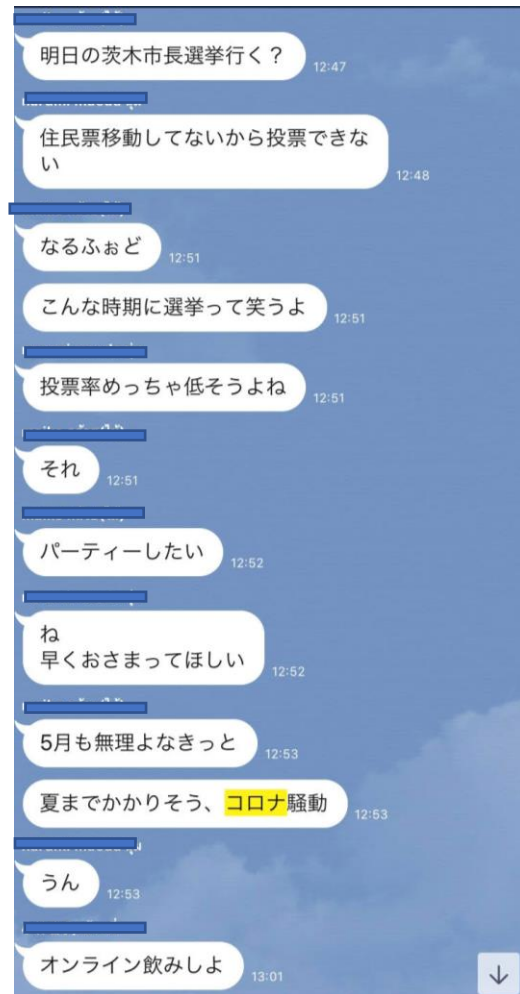 明日の茨木市長選挙行く？
12:47
住民票移動してないから投票できな
い
12:48
なるふぉど
12:51
こんな時期に選挙って笑うよ
12:51
投票率めっちゃ低そうよね
12:51
それ
12:51
パーティーしたい
12:52
ね
早くおさまってほしい
12:52
5月も無理よなきっと
12:53
夏までかかりそう、コロナ騒動
12:53
うん
12:53
オンライン飲みしよ
13:01